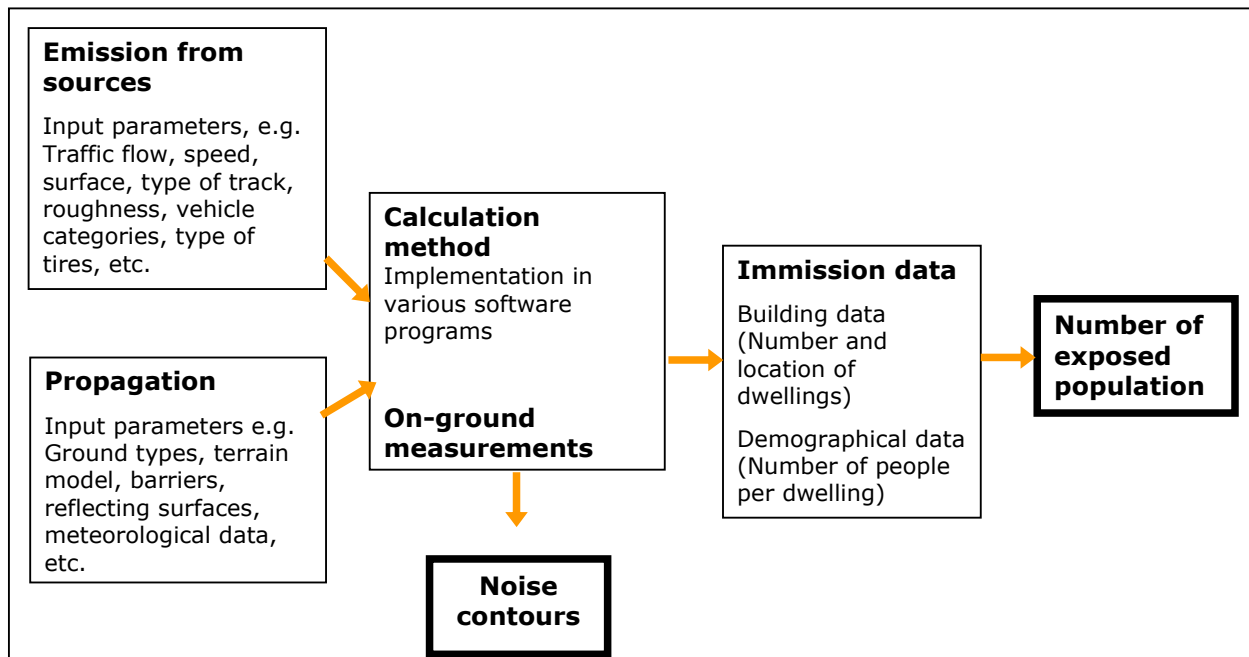 Emission from
sources
Input parameters, e.g.
Traffic flow, speed,
surface, type of track,
roughness, vehicle
categories, type of
tires, etc.
Propagation
Input parameters e.g.
Ground types, terrain
model, barriers,
reflecting surfaces,
meteorological data,
etc.
Calculation
method
Implementation in
various software
programs
On-ground
measurements
Noise
contours
Immission data
Building data
(Number and
location of
dwellings)
Demographical data
(Number of people
per dwelling)
Number of
exposed
population